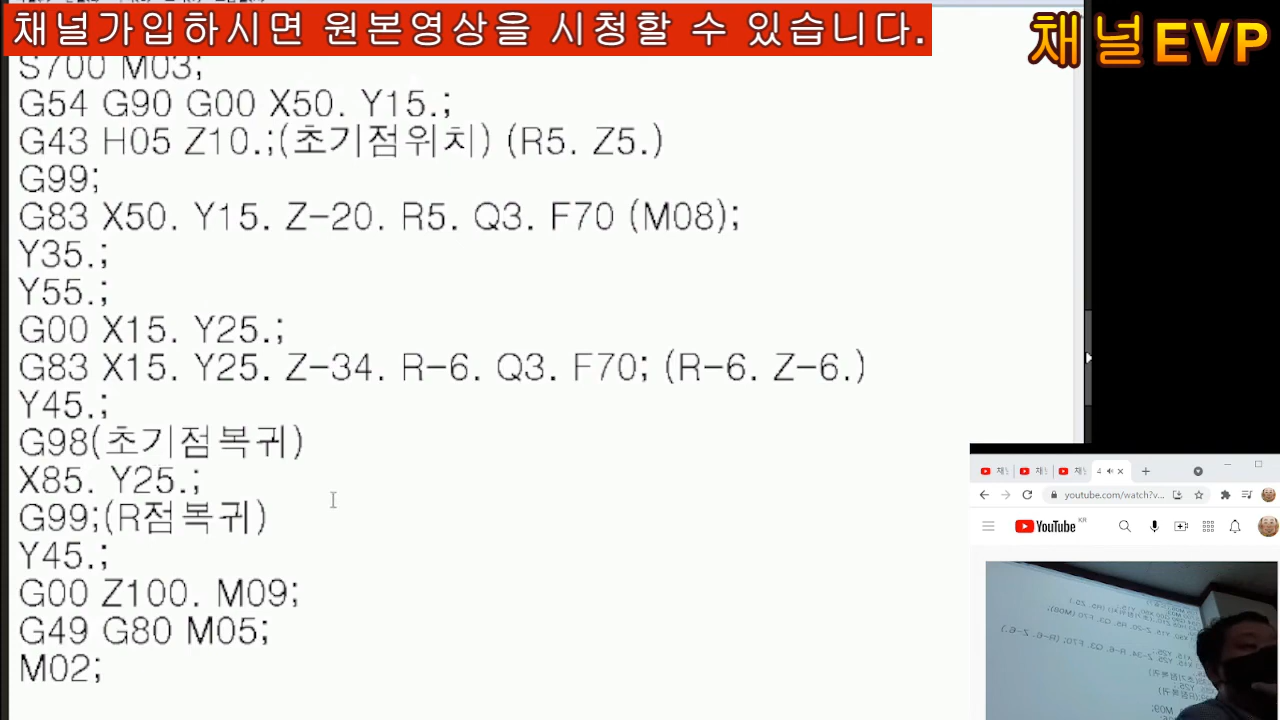 채널가입하시면 원본영상을 시청할 수 있습니다.
채널EVP
S700 M03;
G54 G90 G00 X50. Y15.;
G43 H05 Z10.;(초기점위치) (R5. Z5.)
G99;
G83 X50. Y15. Z-20. R5. Q3. F70 (M08);
Y35.;
Y55.;
G00 X15. Y25.;
G83 X15. Y25. Z-34. R-6. Q3. F70; (R-6. Z-6.)
Y45.;
G98(초기점복귀)
X85. Y25.;
G99;(R점복귀)
Y45.;
G00 Z100. M09;
G49 G80 M05;
M02;
youtube.com/watch?v...
YouTube KR